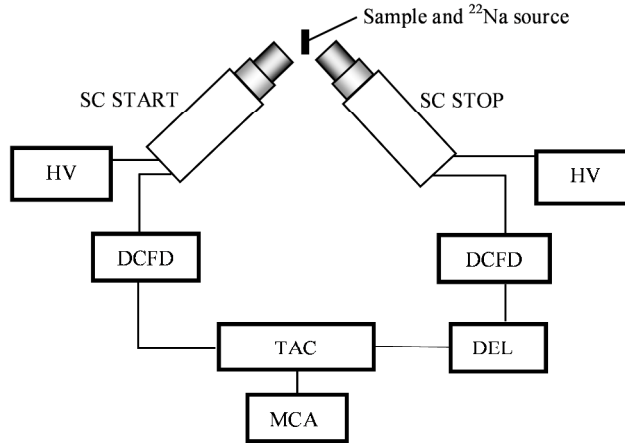 Sample and ²²Na source
SC START
SC STOP
HV
HV
DCFD
DCFD
TAC
DEL
MCA